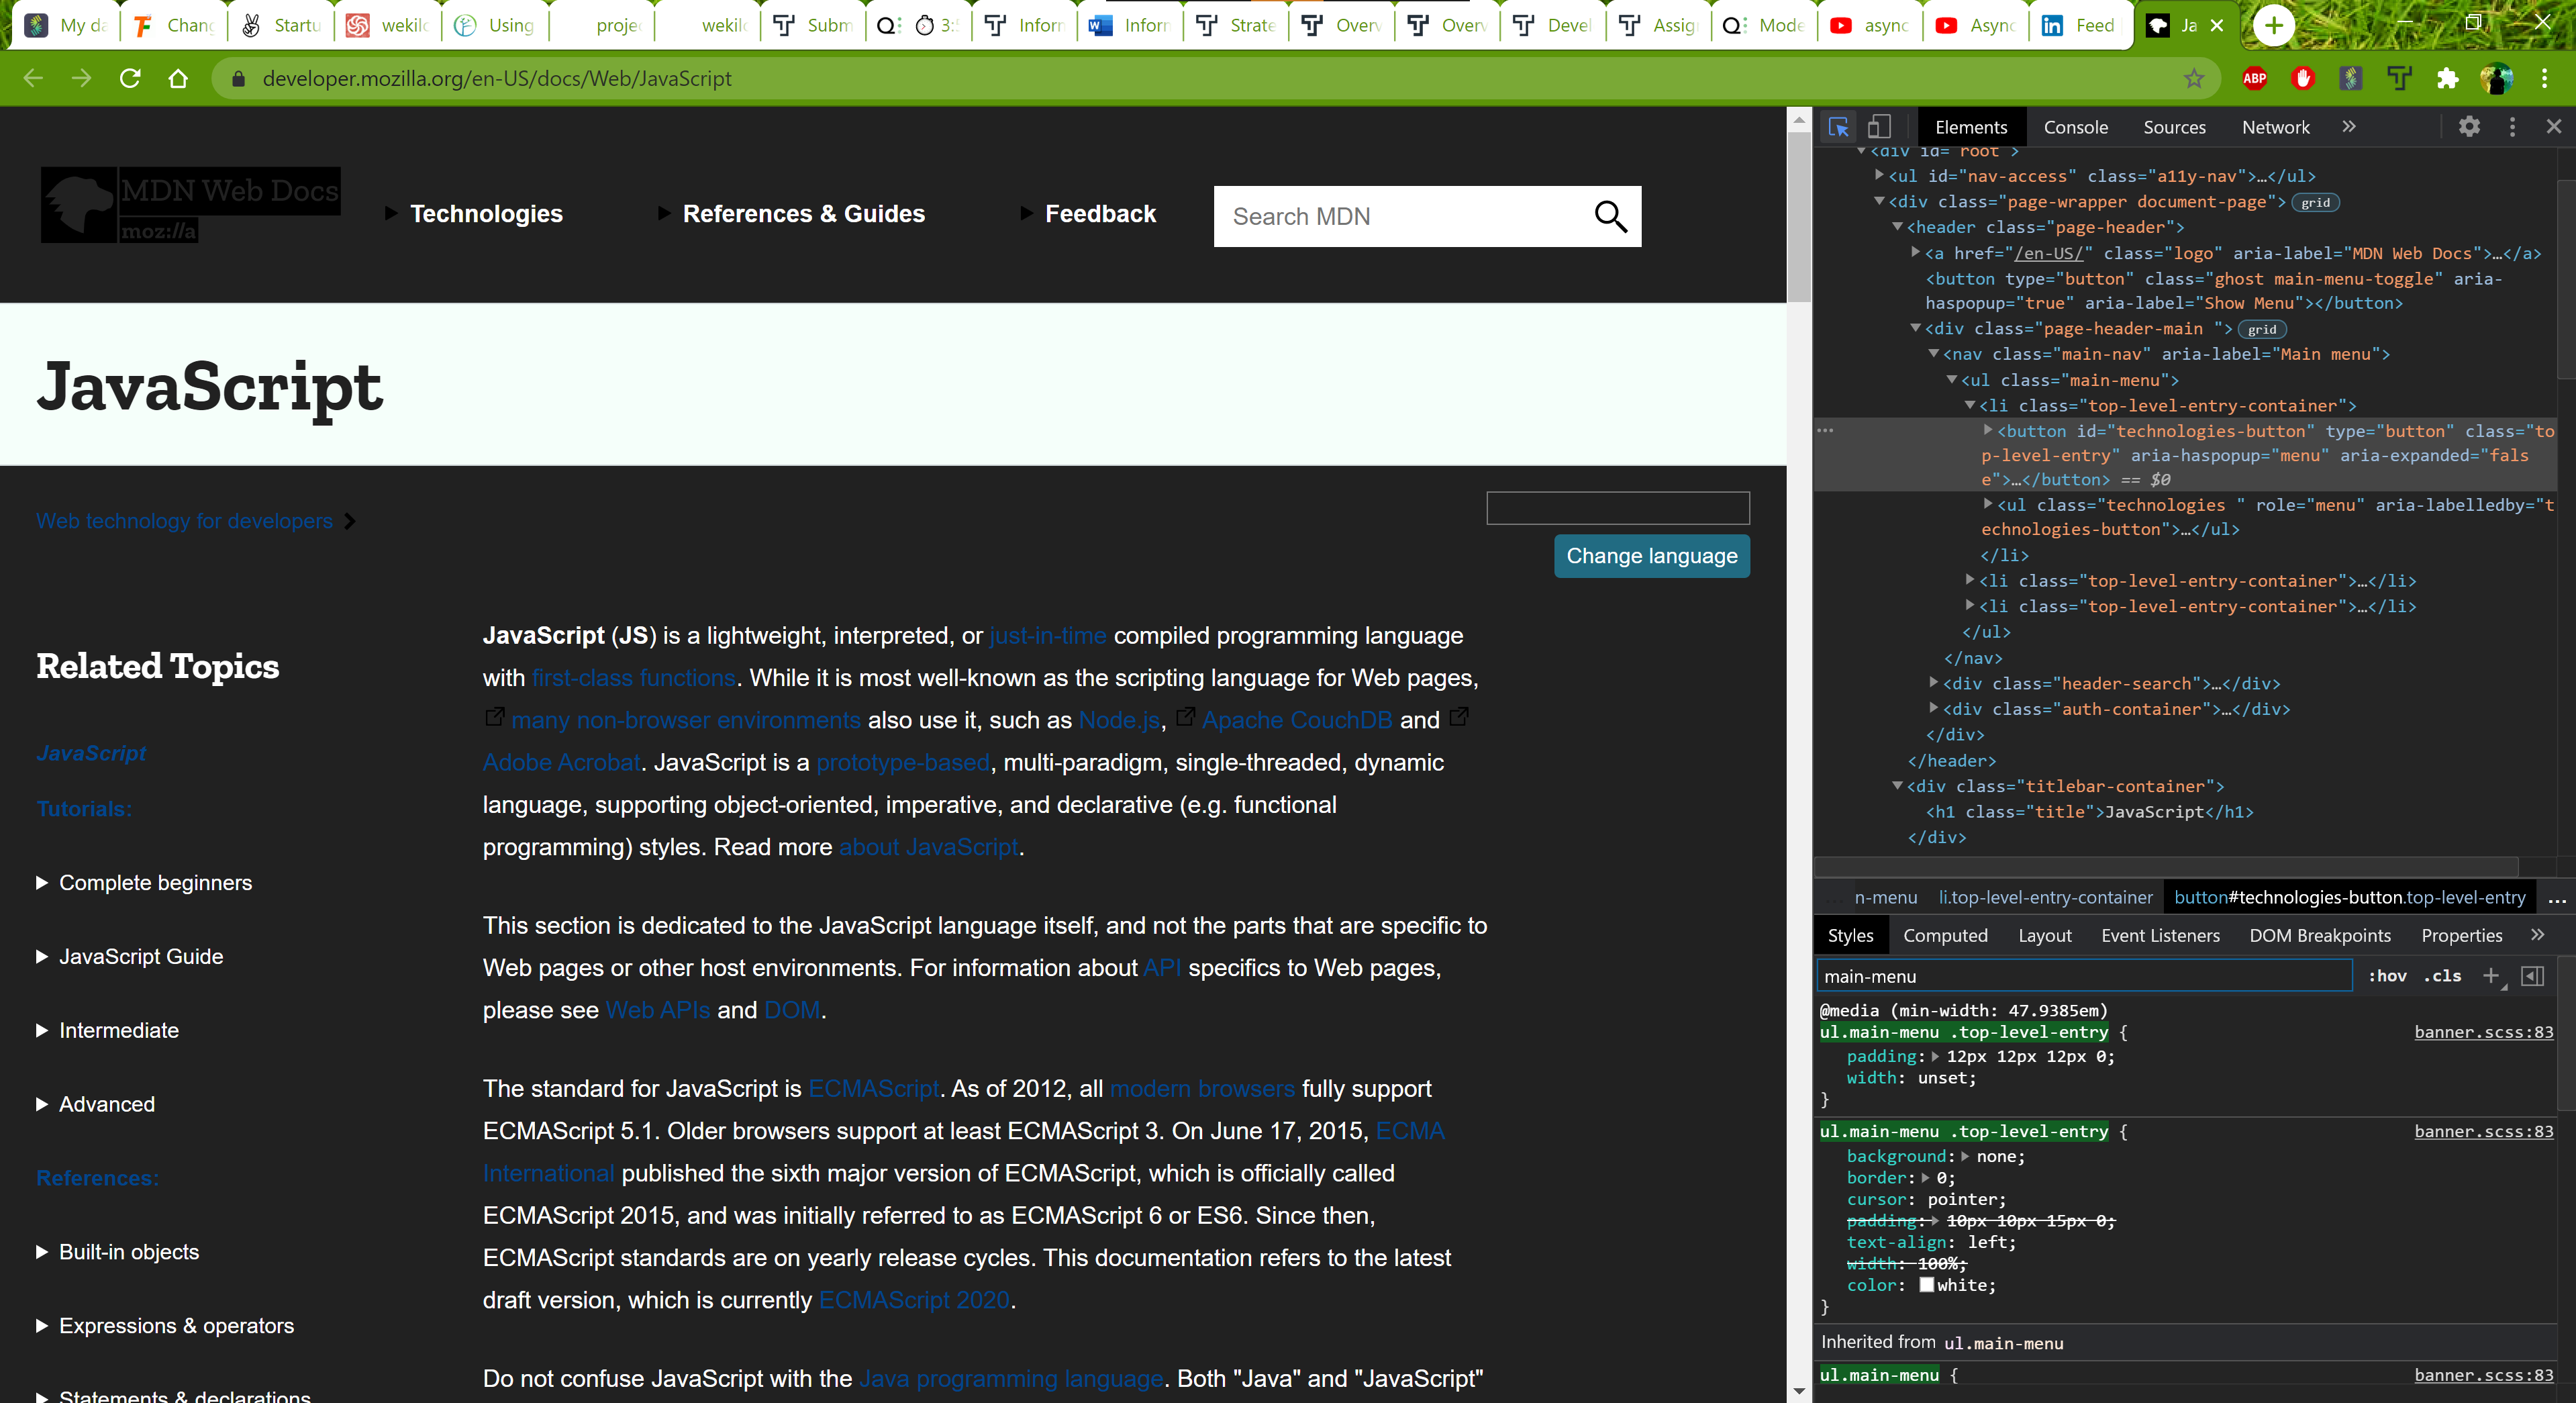 My da
Chang
Startu
wekilo
Using
projec
wekilo
Subm
3:5
Inforn
Inforn
Strate
Overv
Overv
Devel
Assig
Mode
async
Async
Feed
Ja
developer.mozilla.org/en-US/docs/Web/JavaScript
ABP
MDN Web Docs
moz://a
Technologies
References & Guides
Feedback
Search MDN
JavaScript
Web technology for developers
Change language
Related Topics
JavaScript
Tutorials:
Complete beginners
JavaScript Guide
Intermediate
Advanced
References:
Built-in objects
Expressions & operators
Statements & declarations
JavaScript (JS) is a lightweight, interpreted, or just-in-time compiled programming language
with first-class functions. While it is most well-known as the scripting language for Web pages,
many non-browser environments also use it, such as Node.js, Apache CouchDB and
Adobe Acrobat. JavaScript is a prototype-based, multi-paradigm, single-threaded, dynamic
language, supporting object-oriented, imperative, and declarative (e.g. functional
programming) styles. Read more about JavaScript.
This section is dedicated to the JavaScript language itself, and not the parts that are specific to
Web pages or other host environments. For information about API specifics to Web pages,
please see Web APIs and DOM.
The standard for JavaScript is ECMAScript. As of 2012, all modern browsers fully support
ECMAScript 5.1. Older browsers support at least ECMAScript 3. On June 17, 2015, ECMA
International published the sixth major version of ECMAScript, which is officially called
ECMAScript 2015, and was initially referred to as ECMAScript 6 or ES6. Since then,
ECMAScript standards are on yearly release cycles. This documentation refers to the latest
draft version, which is currently ECMAScript 2020.
Do not confuse JavaScript with the Java programming language. Both "Java" and "JavaScript"
Elements Console Sources Network »
<div id="root">
<ul id="nav-access" class="a11y-nav">…</ul>
<div class="page-wrapper document-page"> grid
<header class="page-header">
<a href="/en-US/" class="logo" aria-label="MDN Web Docs">…</a>
<button type="button" class="ghost main-menu-toggle" aria-
haspopup="true" aria-label="Show Menu"></button>
<div class="page-header-main "> grid
<nav class="main-nav" aria-label="Main menu">
<ul class="main-menu">
<li class="top-level-entry-container">
… <button id="technologies-button" type="button" class="to
p-level-entry" aria-haspopup="menu" aria-expanded="fals
e">…</button> == $0
<ul class="technologies " role="menu" aria-labelledby="t
echnologies-button">…</ul>
</li>
<li class="top-level-entry-container">…</li>
<li class="top-level-entry-container">…</li>
</ul>
</nav>
<div class="header-search">…</div>
<div class="auth-container">…</div>
</div>
</header>
<div class="titlebar-container">
<h1 class="title">JavaScript</h1>
</div>
… n-menu li.top-level-entry-container button#technologies-button.top-level-entry …
Styles Computed Layout Event Listeners DOM Breakpoints Properties »
main-menu :hov .cls +
@media (min-width: 47.9385em)
ul.main-menu .top-level-entry { banner.scss:83
padding: 12px 12px 12px 0;
width: unset;
}
ul.main-menu .top-level-entry { banner.scss:83
background: none;
border: 0;
cursor: pointer;
padding: 10px 10px 15px 0;
text-align: left;
width: 100%;
color: white;
}
Inherited from ul.main-menu
ul.main-menu { banner.scss:83